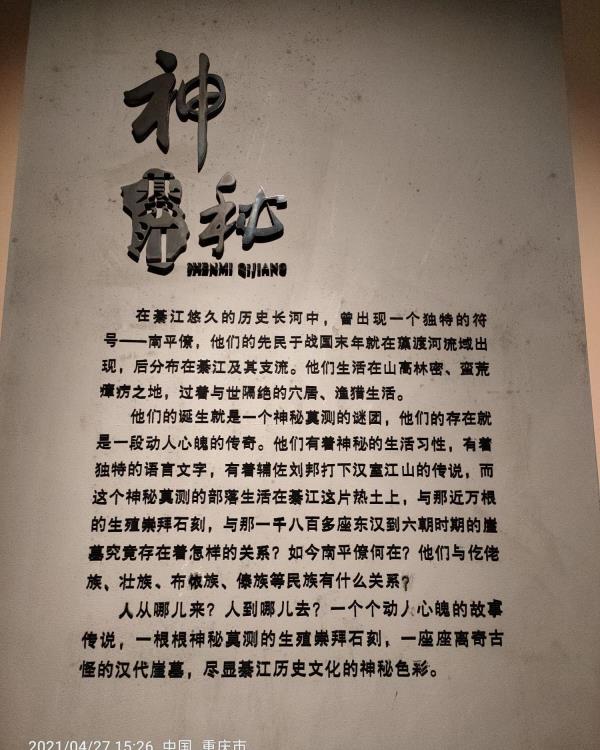 神
秘
綦江
SHENMI QIJIANG
在綦江悠久的历史长河中，曾出现一个独特的符
号——南平僚，他们的先民于战国末年就在藻渡河流域出
现，后分布在綦江及其支流。他们生活在山高林密、蛮荒
瘴疠之地，过着与世隔绝的穴居、渔猎生活。
他们的诞生就是一个神秘莫测的谜团，他们的存在就
是一段动人心魄的传奇。他们有着神秘的生活习性，有着
独特的语言文字，有着辅佐刘邦打下汉室江山的传说，而
这个神秘莫测的部落生活在綦江这片热土上，与那近万根
的生殖崇拜石刻，与那一千八百多座东汉到六朝时期的崖
墓究竟存在着怎样的关系？如今南平僚何在？他们与仡佬
族、壮族、布依族、傣族等民族有什么关系？
人从哪儿来？人到哪儿去？一个个动人心魄的故事
传说，一根根神秘莫测的生殖崇拜石刻，一座座离奇古
怪的汉代崖墓，尽显綦江历史文化的神秘色彩。
2021/04/27 15:26 中国 重庆市